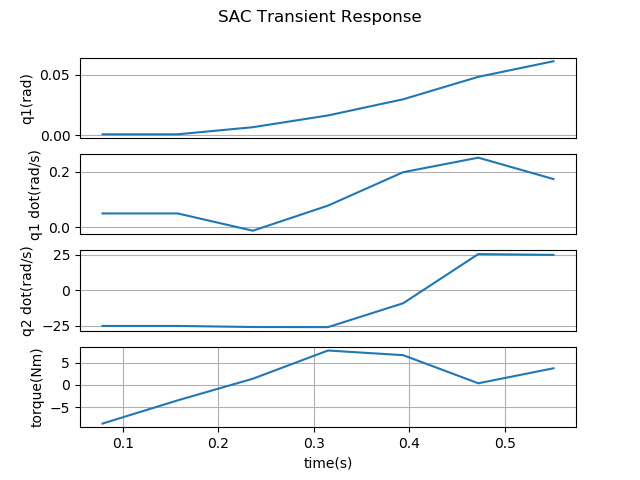 SAC Transient Response
q1(rad)
0.05
0.00
q1 dot(rad/s)
0.2
0.0
q2 dot(rad/s)
25
0
−25
torque(Nm)
5
0
−5
0.1 0.2 0.3 0.4 0.5
time(s)